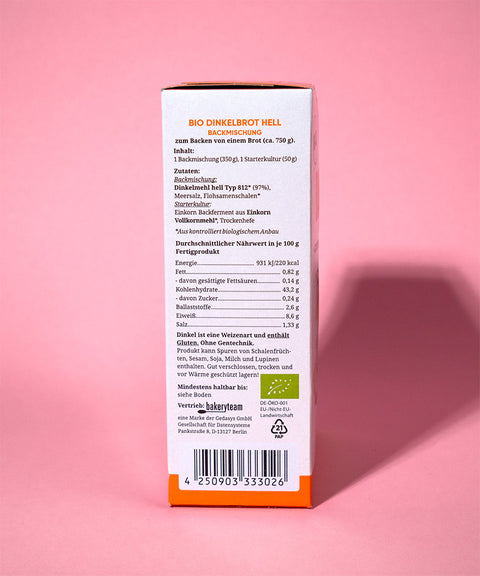 BIO DINKELBROT HELL
BACKMISCHUNG
zum Backen von einem Brot (ca. 750 g).
Inhalt:
1 Backmischung (350 g), 1 Starterkultur (50 g)
Zutaten:
Backmischung:
Dinkelmehl hell Typ 812* (97%),
Meersalz, Flohsamenschalen*
Starterkultur:
Einkorn Backferment aus Einkorn
Vollkornmehl*, Trockenhefe
*Aus kontrolliert biologischem Anbau
Durchschnittlicher Nährwert in je 100 g
Fertigprodukt
Energie 931 kJ/220 kcal
Fett 0,82 g
- davon gesättigte Fettsäuren 0,14 g
Kohlenhydrate 43,2 g
- davon Zucker 0,24 g
Ballaststoffe 2,6 g
Eiweiß 8,6 g
Salz 1,33 g
Dinkel ist eine Weizenart und enthält
Gluten. Ohne Gentechnik.
Produkt kann Spuren von Schalenfrüch-
ten, Sesam, Soja, Milch und Lupinen
enthalten. Gut verschlossen, trocken und
vor Wärme geschützt lagern!
Mindestens haltbar bis:
siehe Boden
Vertrieb: bakeryteam
eine Marke der Gedasys GmbH
Gesellschaft für Datensysteme
Pankstraße 8, D-13127 Berlin
DE-ÖKO-001
EU-/Nicht-EU-
Landwirtschaft
21
PAP
4 250903 333026